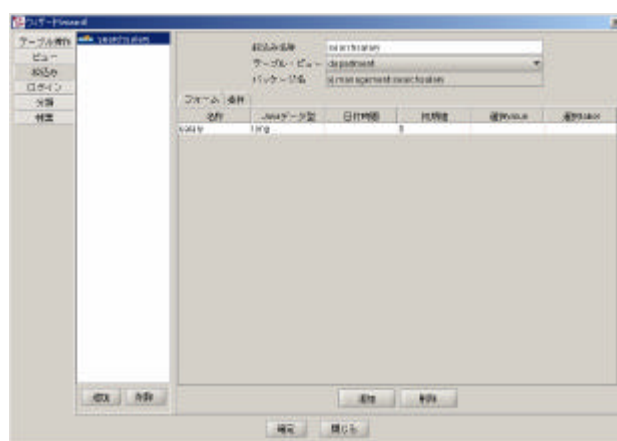 ウィザードWizard
テーブル操作
ビュー
絞込み
ログイン
分類
検索
searchsalary
絞込み名称 searchsalary
テーブル・ビュー department
パッケージ名 sj.management.searchsalary
フォーム 条件
名称 Javaデータ型 日付時間 初期値 選択value 選択label
salary long 0
追加 削除
追加 削除
確定 閉じる